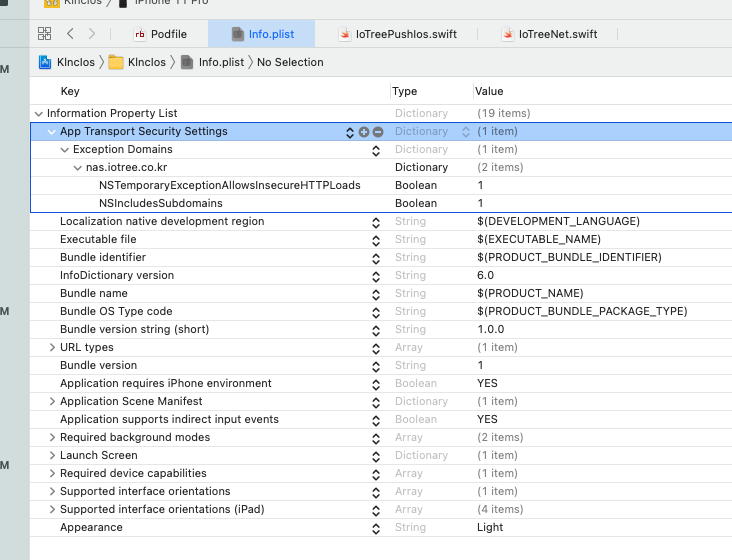 KInclos iPhone 11 Pro
Podfile Info.plist IoTreePushIos.swift IoTreeNet.swift
KInclos KInclos Info.plist No Selection
M
Key Type Value
Information Property List Dictionary (19 items)
App Transport Security Settings Dictionary (1 item)
Exception Domains Dictionary (1 item)
nas.iotree.co.kr Dictionary (2 items)
NSTemporaryExceptionAllowsInsecureHTTPLoads Boolean 1
NSIncludesSubdomains Boolean 1
Localization native development region String $(DEVELOPMENT_LANGUAGE)
Executable file String $(EXECUTABLE_NAME)
Bundle identifier String $(PRODUCT_BUNDLE_IDENTIFIER)
InfoDictionary version String 6.0
Bundle name String $(PRODUCT_NAME)
M
Bundle OS Type code String $(PRODUCT_BUNDLE_PACKAGE_TYPE)
Bundle version string (short) String 1.0.0
URL types Array (1 item)
Bundle version String 1
Application requires iPhone environment Boolean YES
Application Scene Manifest Dictionary (1 item)
Application supports indirect input events Boolean YES
Required background modes Array (2 items)
Launch Screen Dictionary (1 item)
M
Required device capabilities Array (1 item)
Supported interface orientations Array (1 item)
Supported interface orientations (iPad) Array (4 items)
Appearance String Light